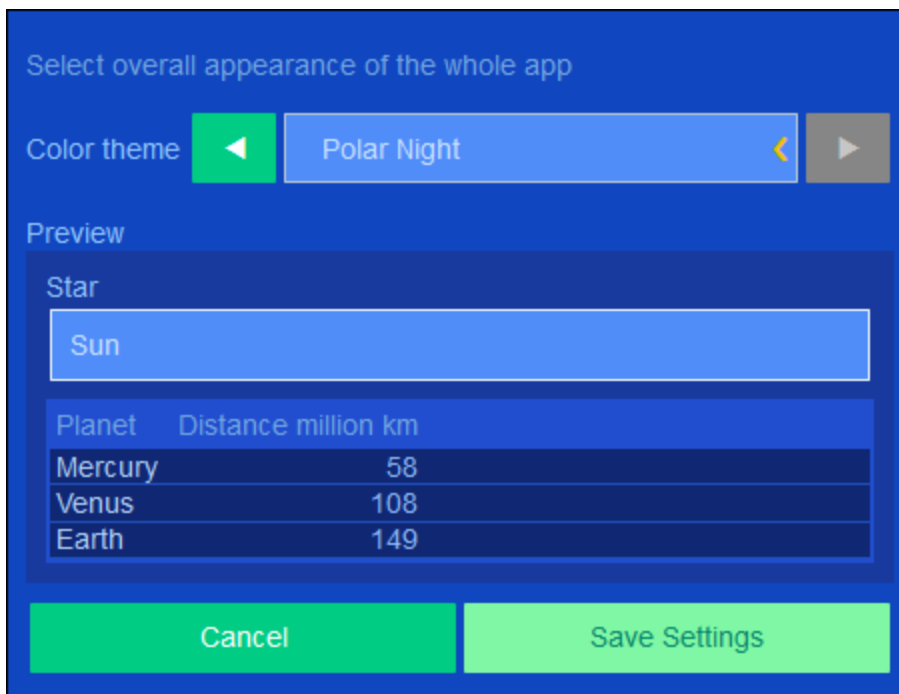 Select overall appearance of the whole app
Color theme Polar Night
Preview
Star
Sun
Planet Distance million km
Mercury 58
Venus 108
Earth 149
Cancel Save Settings